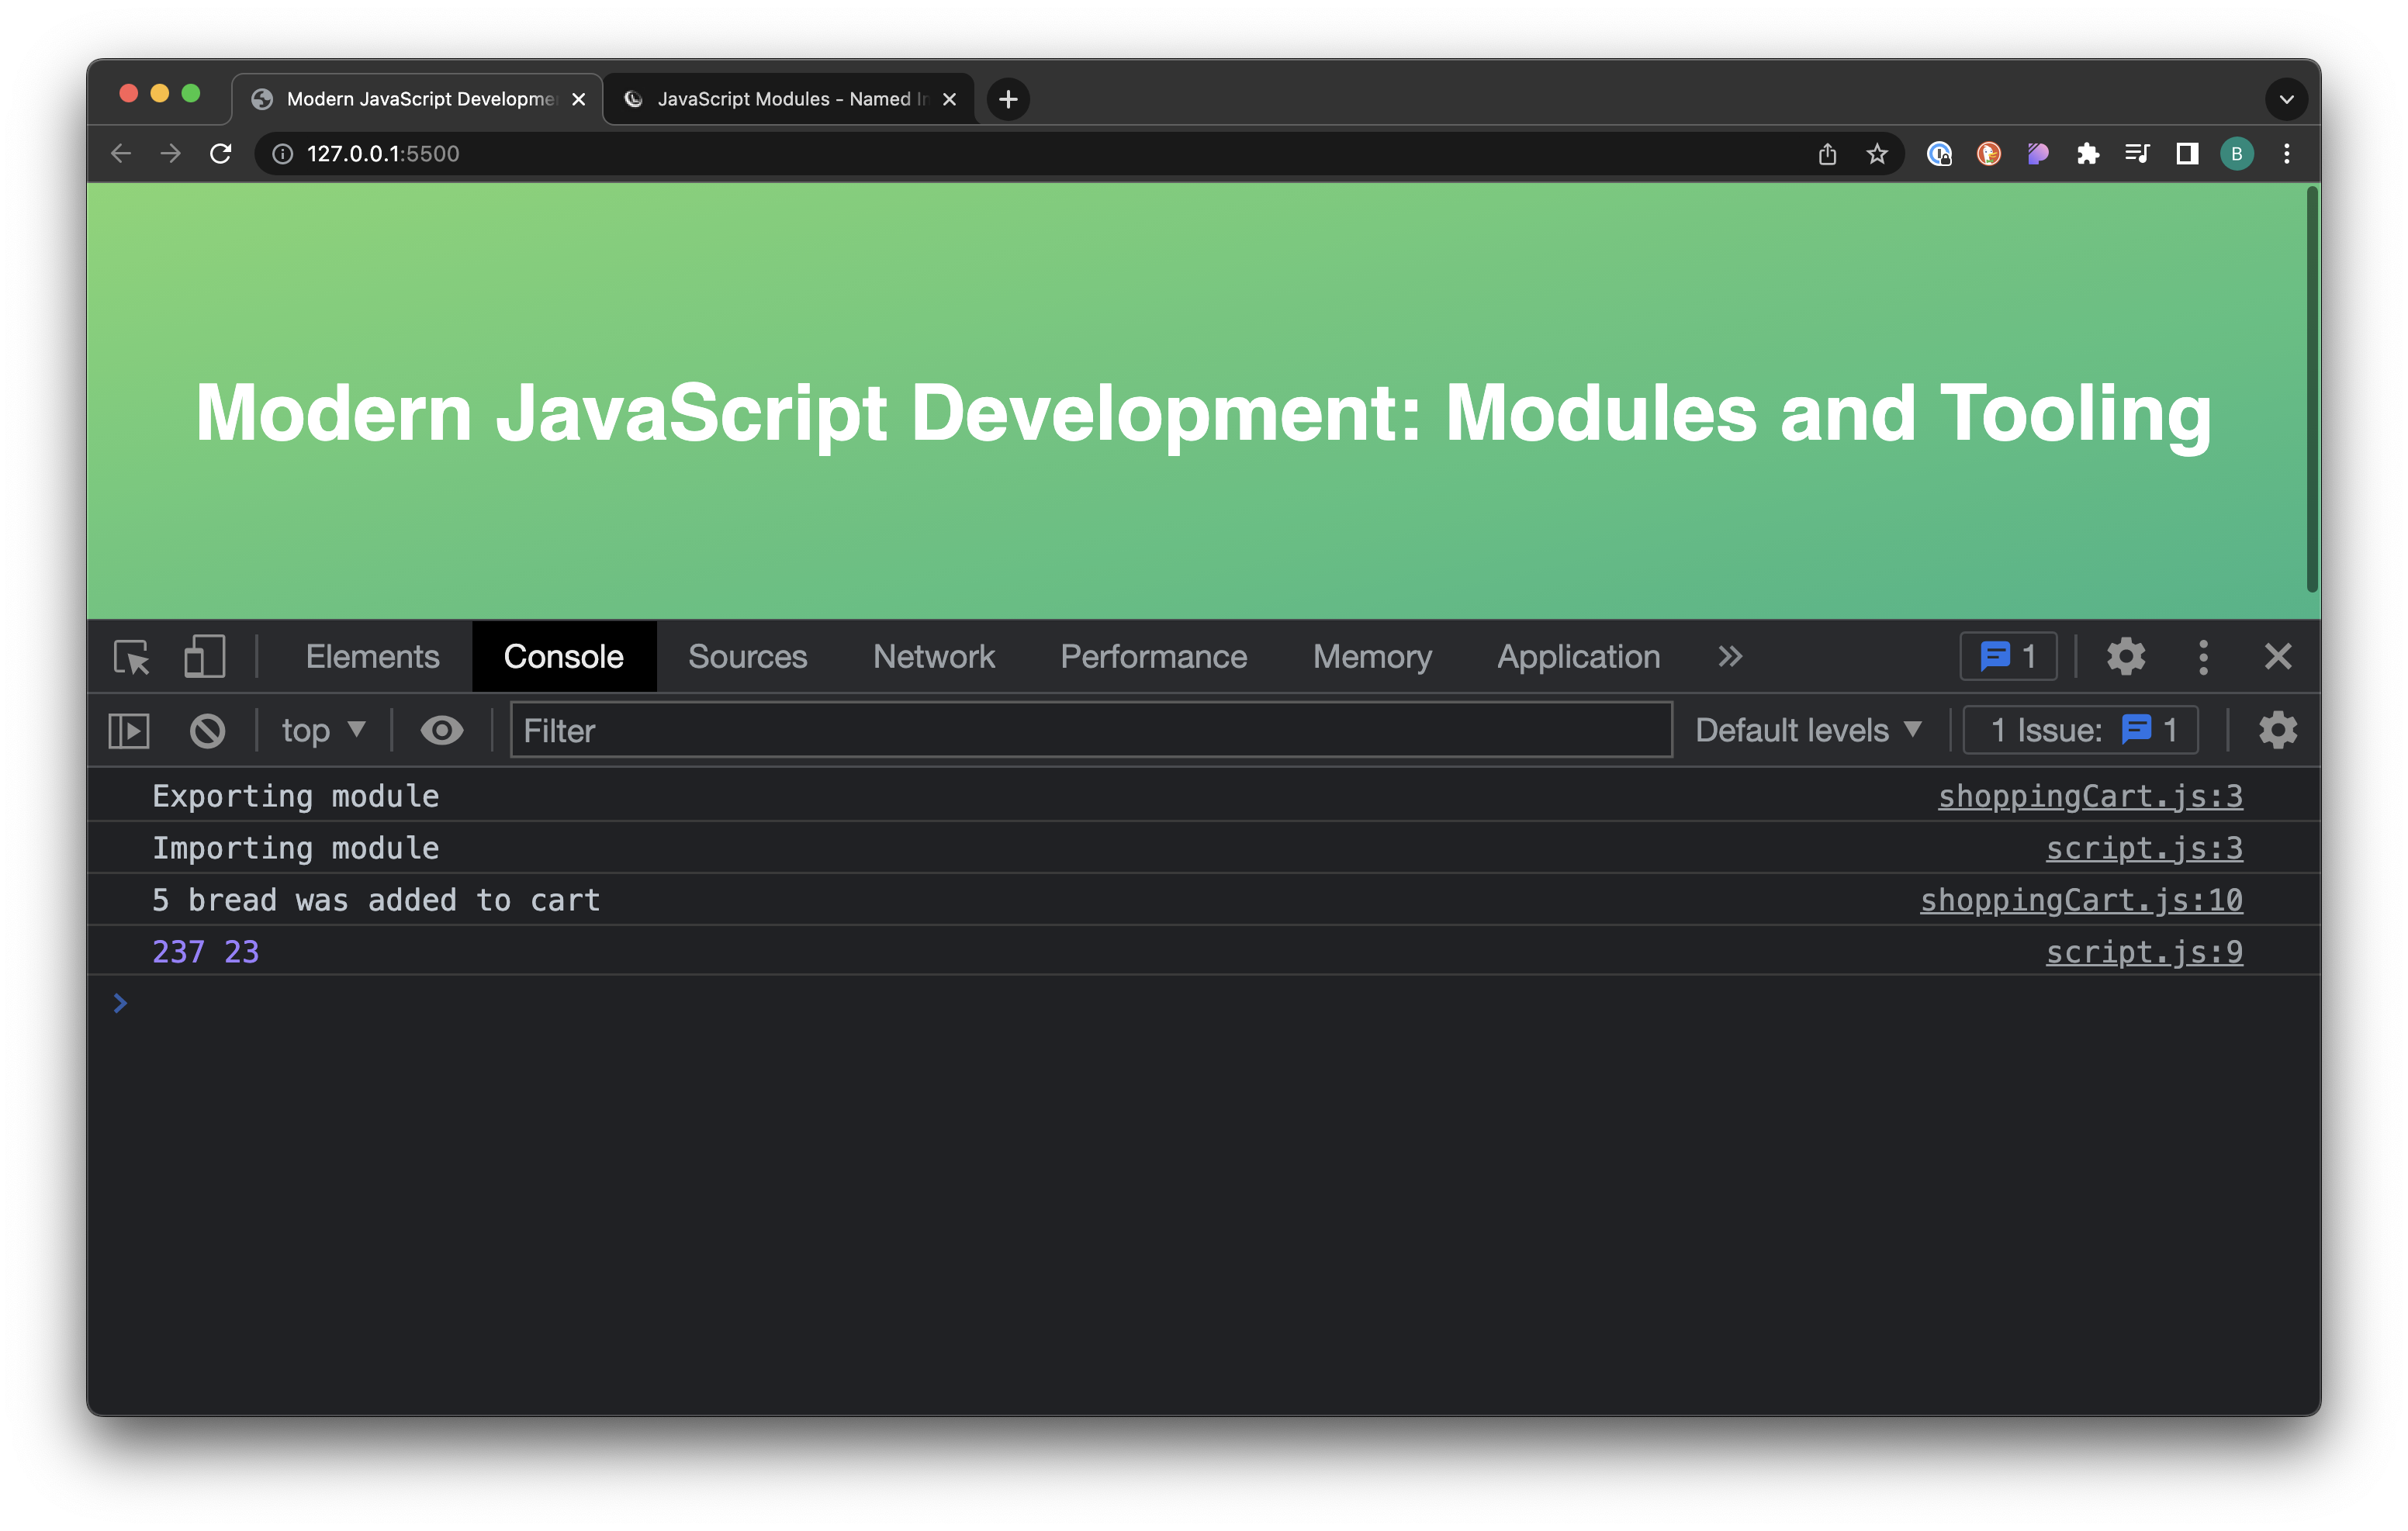 Modern JavaScript Developme
JavaScript Modules - Named I
127.0.0.1:5500
B
Modern JavaScript Development: Modules and Tooling
Elements Console Sources Network Performance Memory Application 1
top Filter Default levels 1 Issue: 1
Exporting module shoppingCart.js:3
Importing module script.js:3
5 bread was added to cart shoppingCart.js:10
237 23 script.js:9